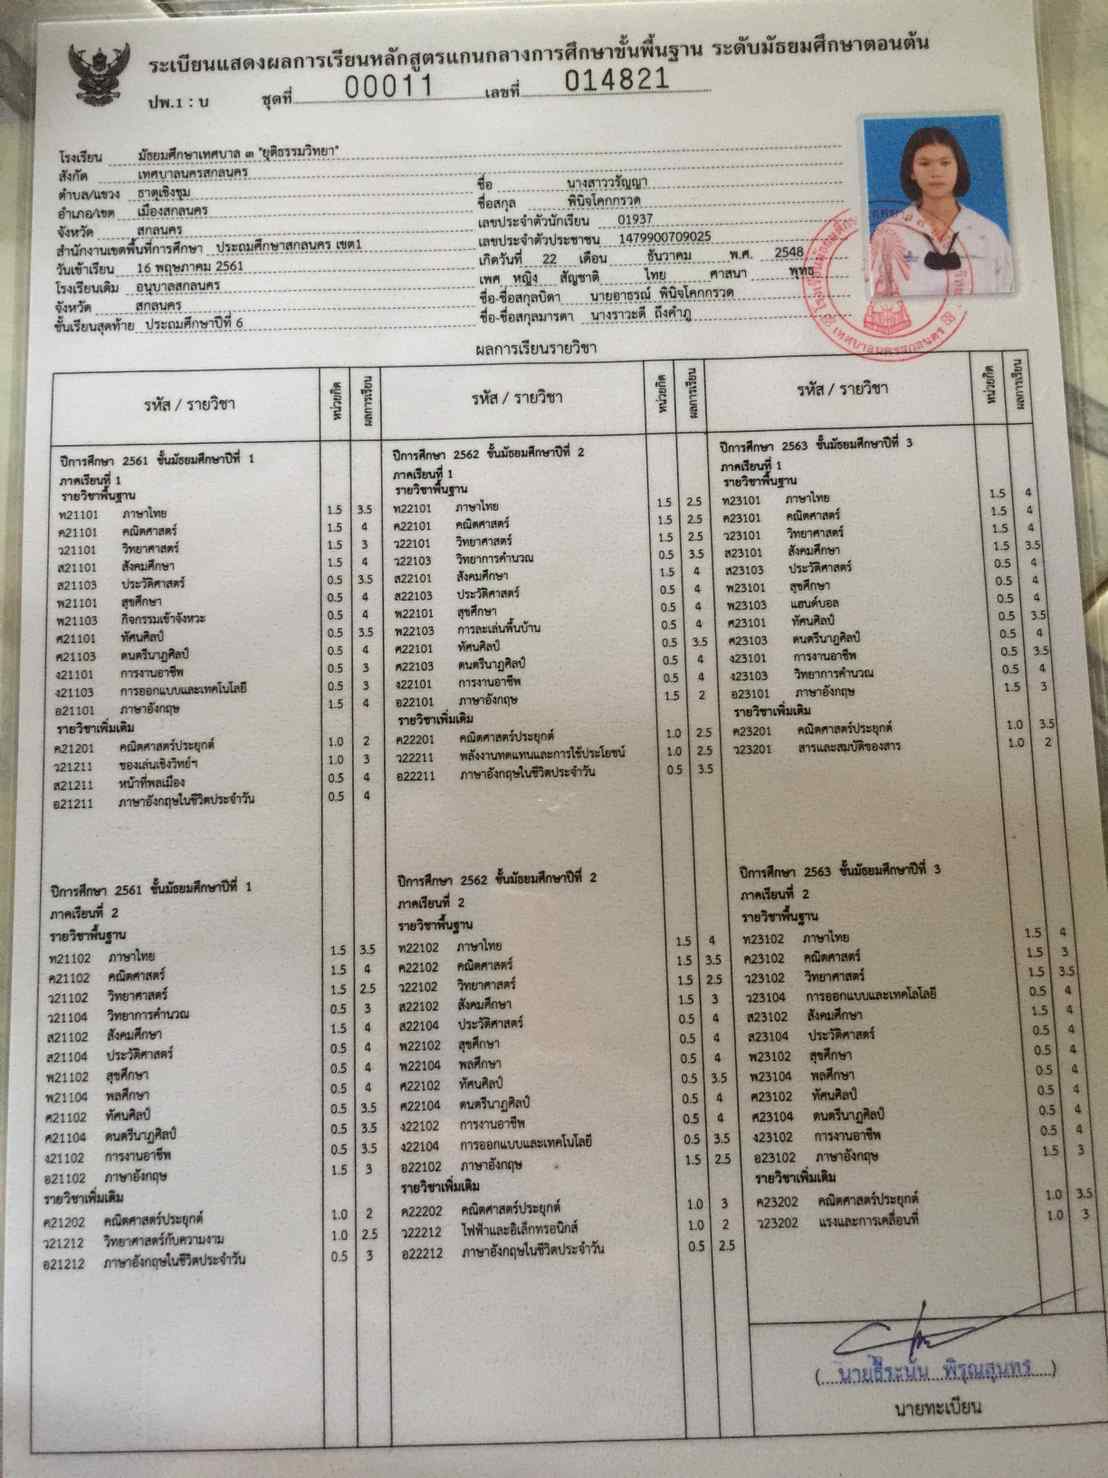 ระเบียนแสดงผลการเรียนหลักสูตรแกนกลางการศึกษาขั้นพื้นฐาน ระดับมัธยมศึกษาตอนต้น
ปพ.1 : บ ชุดที่ 00011 เลขที่ 014821
โรงเรียน มัธยมศึกษาเทศบาล ๓ "ยุติธรรมวิทยา"
สังกัด เทศบาลนครสกลนคร
ตำบล/แขวง ธาตุเชิงชุม
อำเภอ/เขต เมืองสกลนคร
จังหวัด สกลนคร
สำนักงานเขตพื้นที่การศึกษา ประถมศึกษาสกลนคร เขต1
วันเข้าเรียน 16 พฤษภาคม 2561
โรงเรียนเดิม อนุบาลสกลนคร
จังหวัด สกลนคร
ชั้นเรียนสุดท้าย ประถมศึกษาปีที่ 6
ชื่อ นางสาววรัญญา
ชื่อสกุล พินิจโคกกรวด
เลขประจำตัวนักเรียน 01937
เลขประจำตัวประชาชน 1479900709025
เกิดวันที่ 22 เดือน ธันวาคม พ.ศ. 2548
เพศ หญิง สัญชาติ ไทย ศาสนา พุทธ
ชื่อ-ชื่อสกุลบิดา นายอาธรณ์ พินิจโคกกรวด
ชื่อ-ชื่อสกุลมารดา นางราวะดี ถึงคำภู
เทศบาลนครสกลนคร
ผลการเรียนรายวิชา
รหัส / รายวิชา หน่วยกิต ผลการเรียน รหัส / รายวิชา หน่วยกิต ผลการเรียน รหัส / รายวิชา หน่วยกิต ผลการเรียน
ปีการศึกษา 2561 ชั้นมัธยมศึกษาปีที่ 1
ภาคเรียนที่ 1
รายวิชาพื้นฐาน
ท21101 ภาษาไทย 1.5 3.5
ค21101 คณิตศาสตร์ 1.5 4
ว21101 วิทยาศาสตร์ 1.5 3
ส21101 สังคมศึกษา 1.5 4
ส21103 ประวัติศาสตร์ 0.5 3.5
พ21101 สุขศึกษา 0.5 4
พ21103 กิจกรรมเข้าจังหวะ 0.5 4
ศ21101 ทัศนศิลป์ 0.5 3.5
ศ21103 ดนตรีนาฏศิลป์ 0.5 4
ง21101 การงานอาชีพ 0.5 3
ง21103 การออกแบบและเทคโนโลยี 0.5 3
อ21101 ภาษาอังกฤษ 1.5 4
รายวิชาเพิ่มเติม
ค21201 คณิตศาสตร์ประยุกต์ 1.0 2
ว21211 ของเล่นเชิงวิทย์ฯ 1.0 3
ส21211 หน้าที่พลเมือง 0.5 4
อ21211 ภาษาอังกฤษในชีวิตประจำวัน 0.5 4
ปีการศึกษา 2561 ชั้นมัธยมศึกษาปีที่ 1
ภาคเรียนที่ 2
รายวิชาพื้นฐาน
ท21102 ภาษาไทย 1.5 3.5
ค21102 คณิตศาสตร์ 1.5 4
ว21102 วิทยาศาสตร์ 1.5 2.5
ว21104 วิทยาการคำนวณ 0.5 3
ส21102 สังคมศึกษา 1.5 4
ส21104 ประวัติศาสตร์ 0.5 4
พ21102 สุขศึกษา 0.5 4
พ21104 พลศึกษา 0.5 4
ศ21102 ทัศนศิลป์ 0.5 3.5
ศ21104 ดนตรีนาฏศิลป์ 0.5 3.5
ง21102 การงานอาชีพ 0.5 3.5
อ21102 ภาษาอังกฤษ 1.5 3
รายวิชาเพิ่มเติม
ค21202 คณิตศาสตร์ประยุกต์ 1.0 2
ว21212 วิทยาศาสตร์กับความงาม 1.0 2.5
อ21212 ภาษาอังกฤษในชีวิตประจำวัน 0.5 3
ปีการศึกษา 2562 ชั้นมัธยมศึกษาปีที่ 2
ภาคเรียนที่ 1
รายวิชาพื้นฐาน
ท22101 ภาษาไทย 1.5 2.5
ค22101 คณิตศาสตร์ 1.5 2.5
ว22101 วิทยาศาสตร์ 1.5 2.5
ว22103 วิทยาการคำนวณ 0.5 3.5
ส22101 สังคมศึกษา 1.5 4
ส22103 ประวัติศาสตร์ 0.5 4
พ22101 สุขศึกษา 0.5 4
พ22103 การละเล่นพื้นบ้าน 0.5 4
ศ22101 ทัศนศิลป์ 0.5 3.5
ศ22103 ดนตรีนาฏศิลป์ 0.5 4
ง22101 การงานอาชีพ 0.5 4
อ22101 ภาษาอังกฤษ 1.5 2
รายวิชาเพิ่มเติม
ค22201 คณิตศาสตร์ประยุกต์ 1.0 2.5
ว22211 พลังงานทดแทนและการใช้ประโยชน์ 1.0 2.5
อ22211 ภาษาอังกฤษในชีวิตประจำวัน 0.5 3.5
ปีการศึกษา 2562 ชั้นมัธยมศึกษาปีที่ 2
ภาคเรียนที่ 2
รายวิชาพื้นฐาน
ท22102 ภาษาไทย 1.5 4
ค22102 คณิตศาสตร์ 1.5 3.5
ว22102 วิทยาศาสตร์ 1.5 2.5
ส22102 สังคมศึกษา 1.5 3
ส22104 ประวัติศาสตร์ 0.5 4
พ22102 สุขศึกษา 0.5 4
พ22104 พลศึกษา 0.5 4
ศ22102 ทัศนศิลป์ 0.5 3.5
ศ22104 ดนตรีนาฏศิลป์ 0.5 4
ง22102 การงานอาชีพ 0.5 4
ง22104 การออกแบบและเทคโนโลยี 0.5 3.5
อ22102 ภาษาอังกฤษ 1.5 2.5
รายวิชาเพิ่มเติม
ค22202 คณิตศาสตร์ประยุกต์ 1.0 3
ว22212 ไฟฟ้าและอิเล็กทรอนิกส์ 1.0 2
อ22212 ภาษาอังกฤษในชีวิตประจำวัน 0.5 2.5
ปีการศึกษา 2563 ชั้นมัธยมศึกษาปีที่ 3
ภาคเรียนที่ 1
รายวิชาพื้นฐาน
ท23101 ภาษาไทย 1.5 4
ค23101 คณิตศาสตร์ 1.5 4
ว23101 วิทยาศาสตร์ 1.5 4
ส23101 สังคมศึกษา 1.5 3.5
ส23103 ประวัติศาสตร์ 0.5 4
พ23101 สุขศึกษา 0.5 4
พ23103 แฮนด์บอล 0.5 4
ศ23101 ทัศนศิลป์ 0.5 3.5
ศ23103 ดนตรีนาฏศิลป์ 0.5 4
ง23101 การงานอาชีพ 0.5 3.5
ง23103 วิทยาการคำนวณ 0.5 4
อ23101 ภาษาอังกฤษ 1.5 3
รายวิชาเพิ่มเติม
ค23201 คณิตศาสตร์ประยุกต์ 1.0 3.5
ว23201 สารและสมบัติของสาร 1.0 2
ปีการศึกษา 2563 ชั้นมัธยมศึกษาปีที่ 3
ภาคเรียนที่ 2
รายวิชาพื้นฐาน
ท23102 ภาษาไทย 1.5 4
ค23102 คณิตศาสตร์ 1.5 3
ว23102 วิทยาศาสตร์ 1.5 3.5
ว23104 การออกแบบและเทคโลโลยี 0.5 4
ส23102 สังคมศึกษา 1.5 4
ส23104 ประวัติศาสตร์ 0.5 4
พ23102 สุขศึกษา 0.5 4
พ23104 พลศึกษา 0.5 4
ศ23102 ทัศนศิลป์ 0.5 4
ศ23104 ดนตรีนาฏศิลป์ 0.5 4
ง23102 การงานอาชีพ 0.5 4
อ23102 ภาษาอังกฤษ 1.5 3
รายวิชาเพิ่มเติม
ค23202 คณิตศาสตร์ประยุกต์ 1.0 3.5
ว23202 แรงและการเคลื่อนที่ 1.0 3
(นายธีระนัน พิรุณสุนทร)
นายทะเบียน